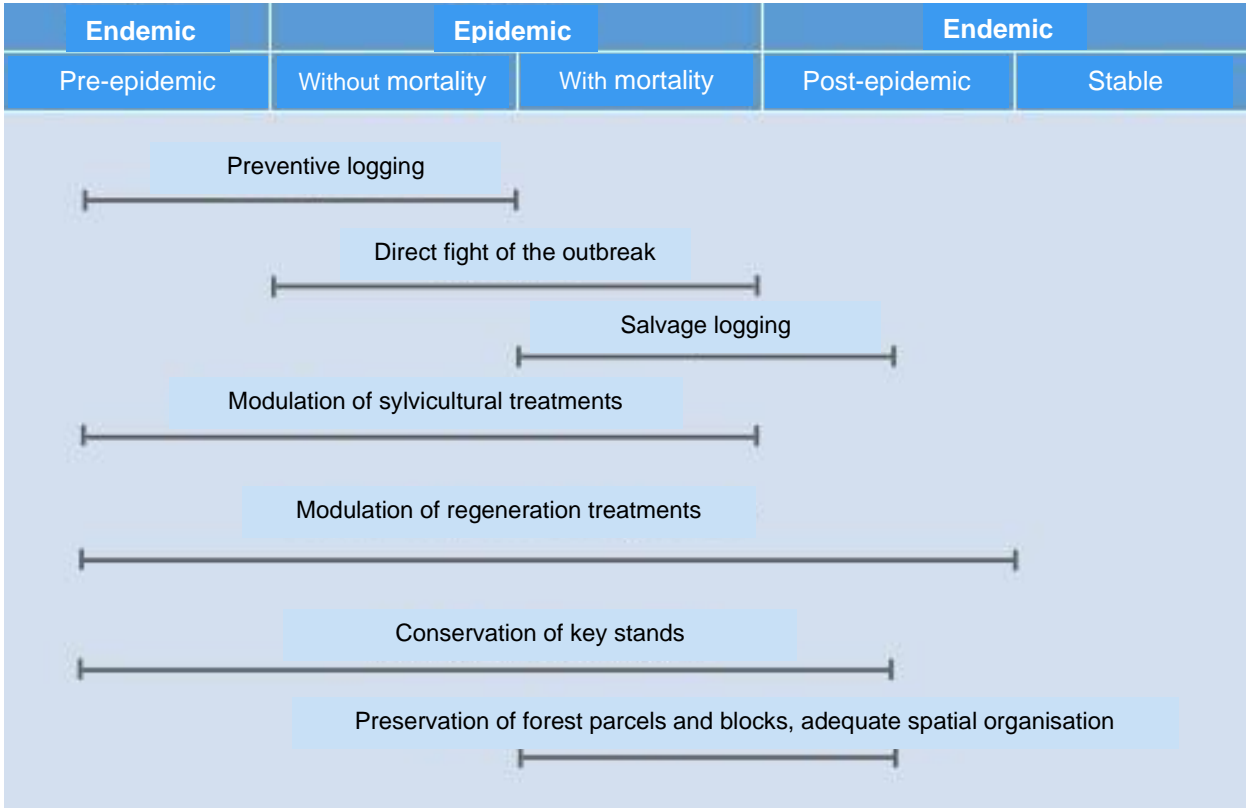 Endemic Epidemic Endemic
Pre-epidemic Without mortality With mortality Post-epidemic Stable
Preventive logging
Direct fight of the outbreak
Salvage logging
Modulation of sylvicultural treatments
Modulation of regeneration treatments
Conservation of key stands
Preservation of forest parcels and blocks, adequate spatial organisation